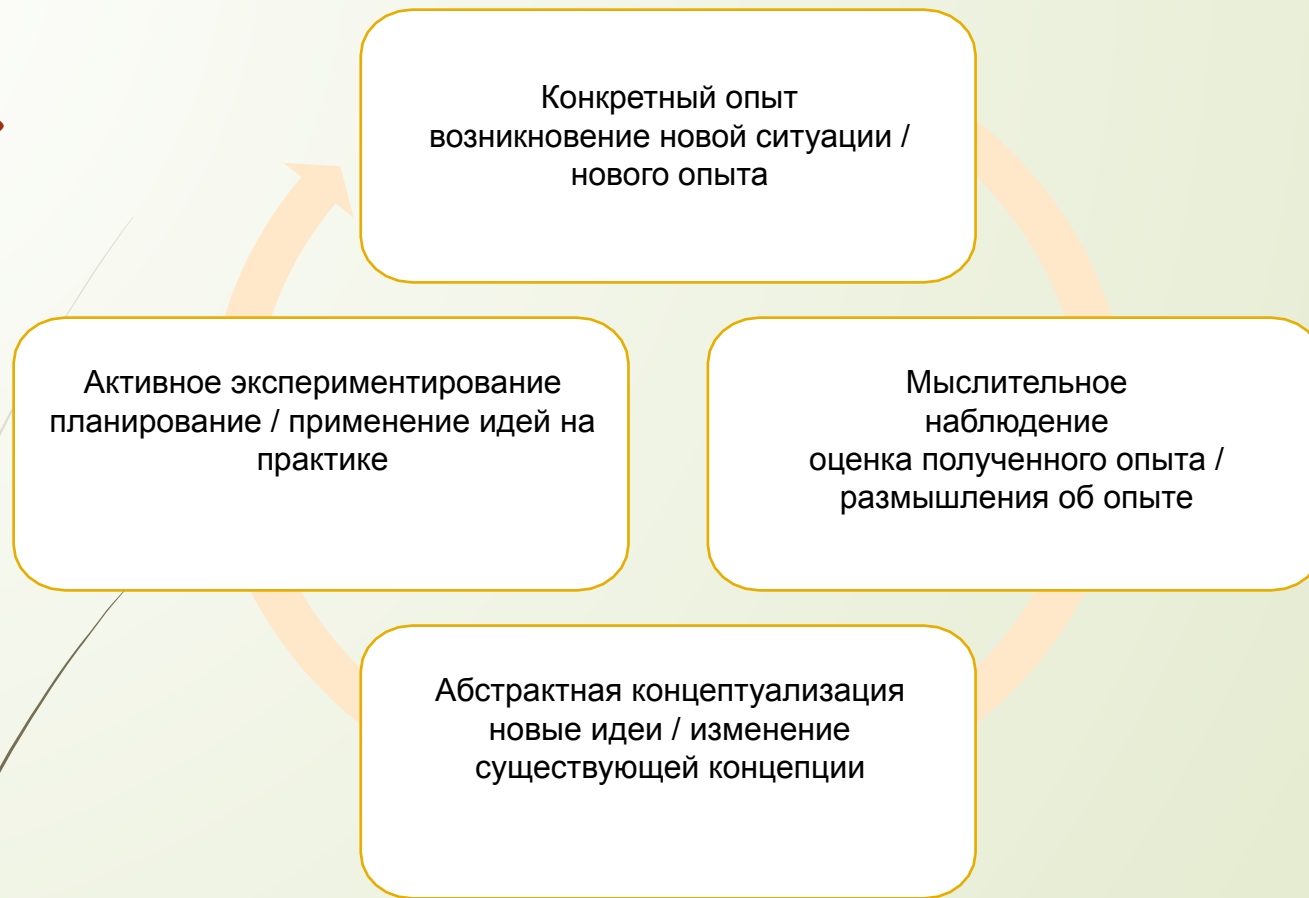 Конкретный опыт
возникновение новой ситуации /
нового опыта
Активное экспериментирование
планирование / применение идей на
практике
Мыслительное
наблюдение
оценка полученного опыта /
размышления об опыте
Абстрактная концептуализация
новые идеи / изменение
существующей концепции